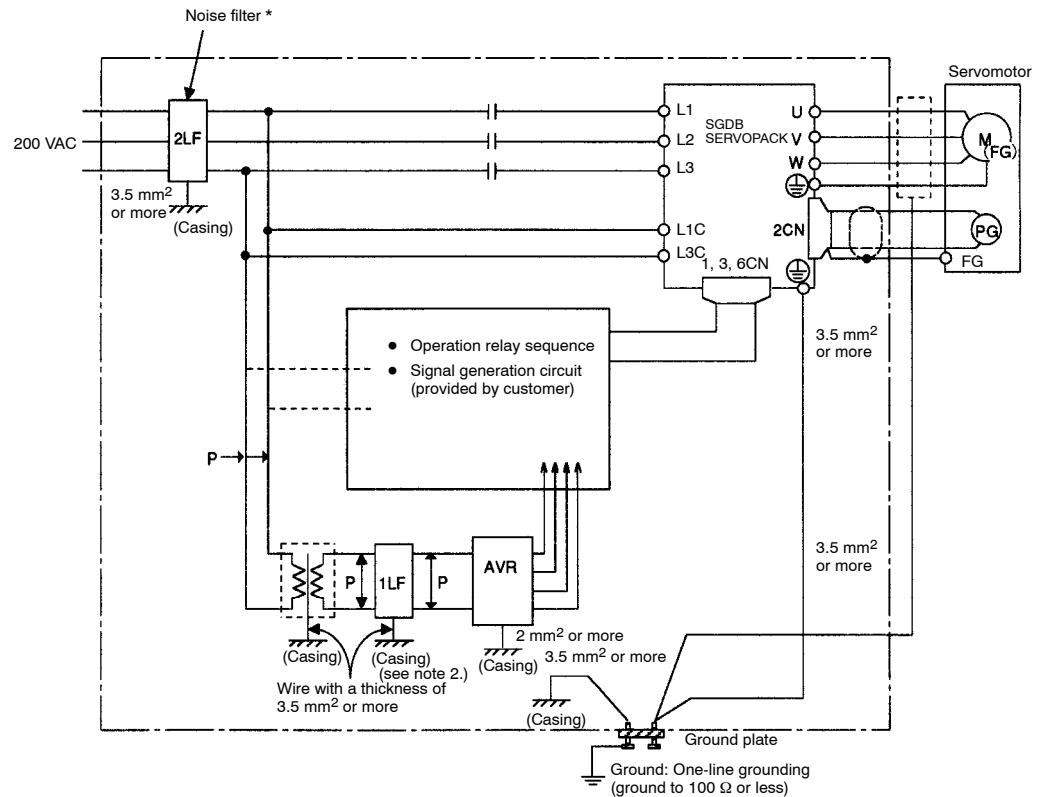 Noise filter *
Servomotor
200 VAC
2LF
L1
L2
L3
SGDB
SERVOPACK
U
V
W
M
(FG)
3.5 mm2
or more
(Casing)
L1C
L3C
2CN
PG
FG
1, 3, 6CN
● Operation relay sequence
● Signal generation circuit
(provided by customer)
3.5 mm2
or more
P
P
1LF
P
AVR
3.5 mm2
or more
(Casing)
(Casing)
(see note 2.)
(Casing)
2 mm2 or more
3.5 mm2 or more
Wire with a thickness of
3.5 mm2 or more
(Casing)
Ground plate
Ground: One-line grounding
(ground to 100 Ω or less)